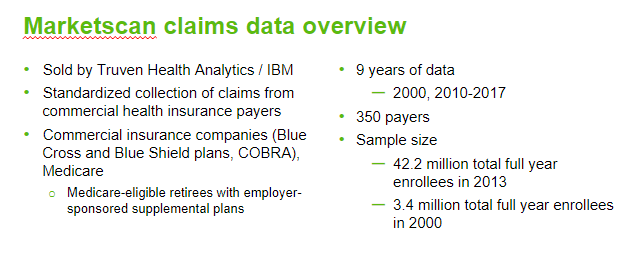 Marketscan claims data overview
• Sold by Truven Health Analytics / IBM
• Standardized collection of claims from
commercial health insurance payers
• Commercial insurance companies (Blue
Cross and Blue Shield plans, COBRA),
Medicare
○ Medicare-eligible retirees with employer-
sponsored supplemental plans
• 9 years of data
— 2000, 2010-2017
• 350 payers
• Sample size
— 42.2 million total full year
enrollees in 2013
— 3.4 million total full year enrollees
in 2000